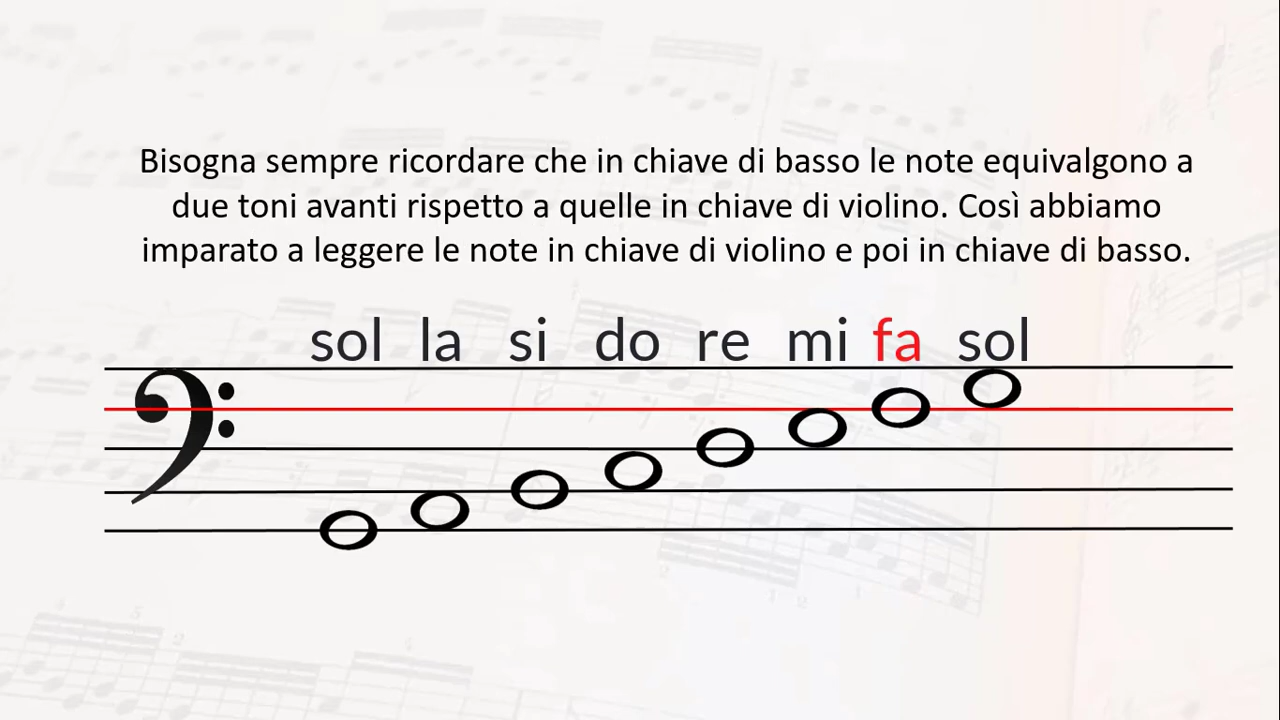 Bisogna sempre ricordare che in chiave di basso le note equivalgono a
due toni avanti rispetto a quelle in chiave di violino. Così abbiamo
imparato a leggere le note in chiave di violino e poi in chiave di basso.
sol la si do re mi fa sol